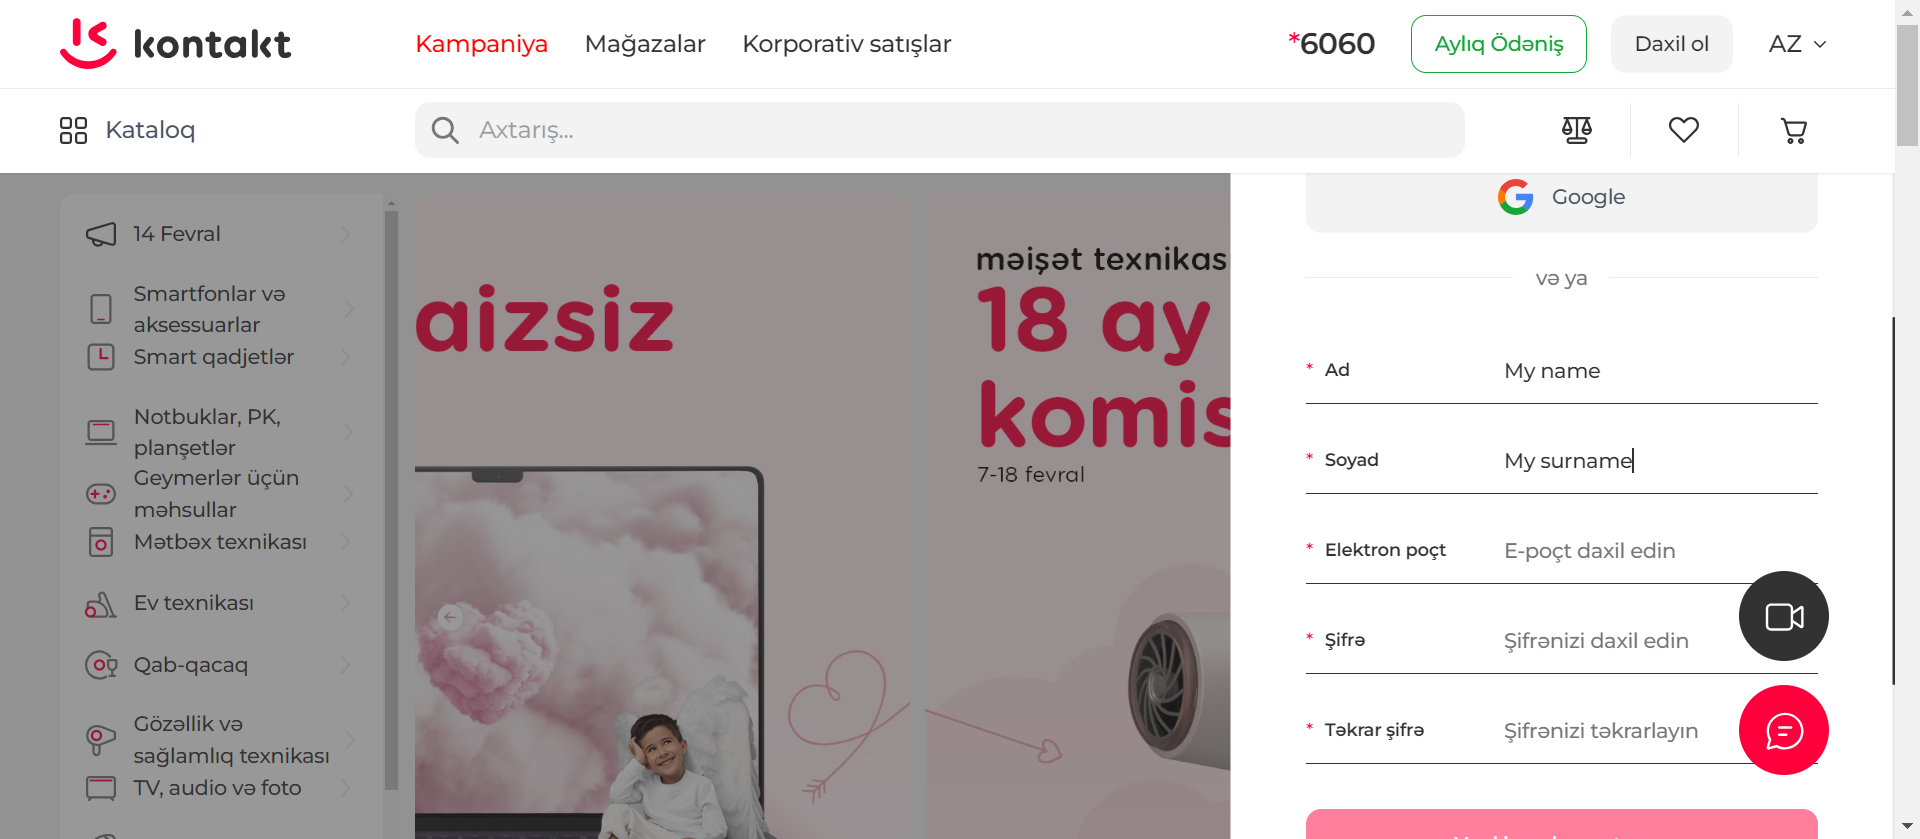 kontakt
Kampaniya
Mağazalar
Korporativ satışlar
*6060
Aylıq Ödəniş
Daxil ol
AZ
Kataloq
Axtarış...
14 Fevral
Smartfonlar və
aksessuarlar
Smart qadjetlər
Notbuklar, PK,
planşetlər
Geymerlər üçün
məhsullar
Mətbəx texnikası
Ev texnikası
Qab-qacaq
Gözəllik və
sağlamlıq texnikası
TV, audio və foto
aizsiz
məişət texnikas
18 ay
komis
7-18 fevral
Google
və ya
* Ad
My name
* Soyad
My surname
* Elektron poçt
E-poçt daxil edin
* Şifrə
Şifrənizi daxil edin
* Təkrar şifrə
Şifrənizi təkrarlayın